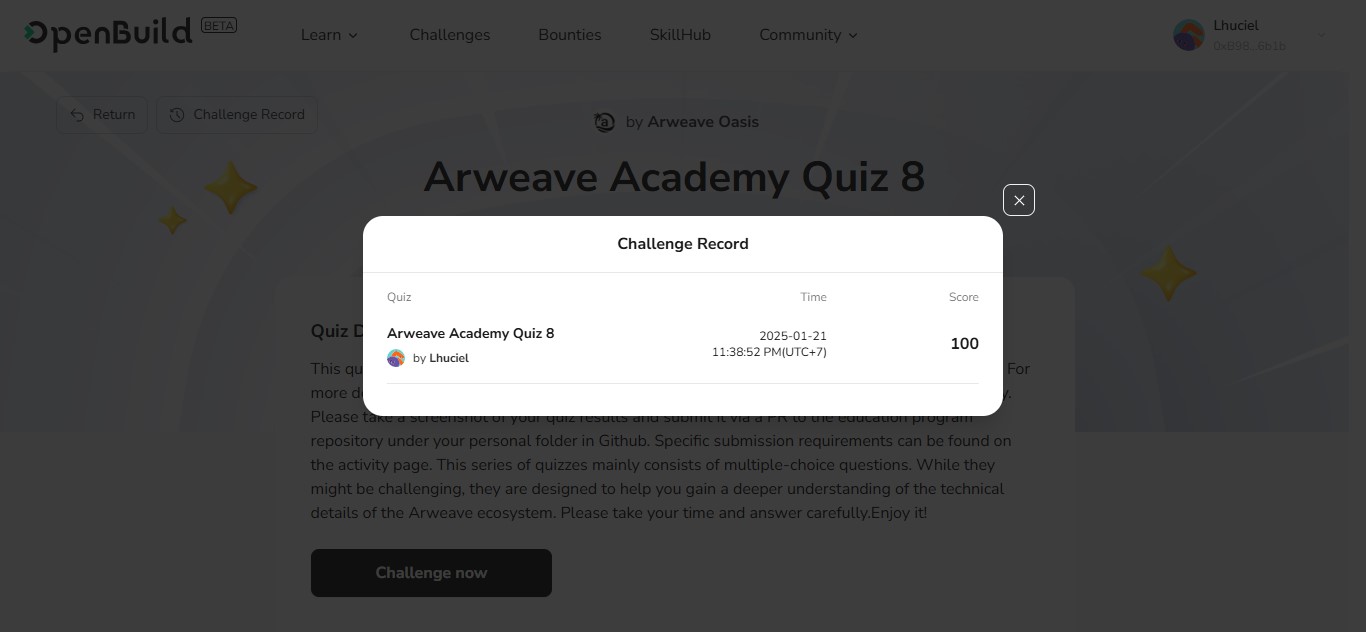 OpenBuild BETA
Learn Challenges Bounties SkillHub Community
Lhuciel
0xB98...6b1b
Return Challenge Record
by Arweave Oasis
Arweave Academy Quiz 8
Challenge Record
Quiz Time Score
Arweave Academy Quiz 8
by Lhuciel
2025-01-21
11:38:52 PM(UTC+7)
100
Quiz D
This qu For
more d y.
Please take a screenshot of your quiz results and submit it via a PR to the education program
repository under your personal folder in Github. Specific submission requirements can be found on
the activity page. This series of quizzes mainly consists of multiple-choice questions. While they
might be challenging, they are designed to help you gain a deeper understanding of the technical
details of the Arweave ecosystem. Please take your time and answer carefully.Enjoy it!
Challenge now